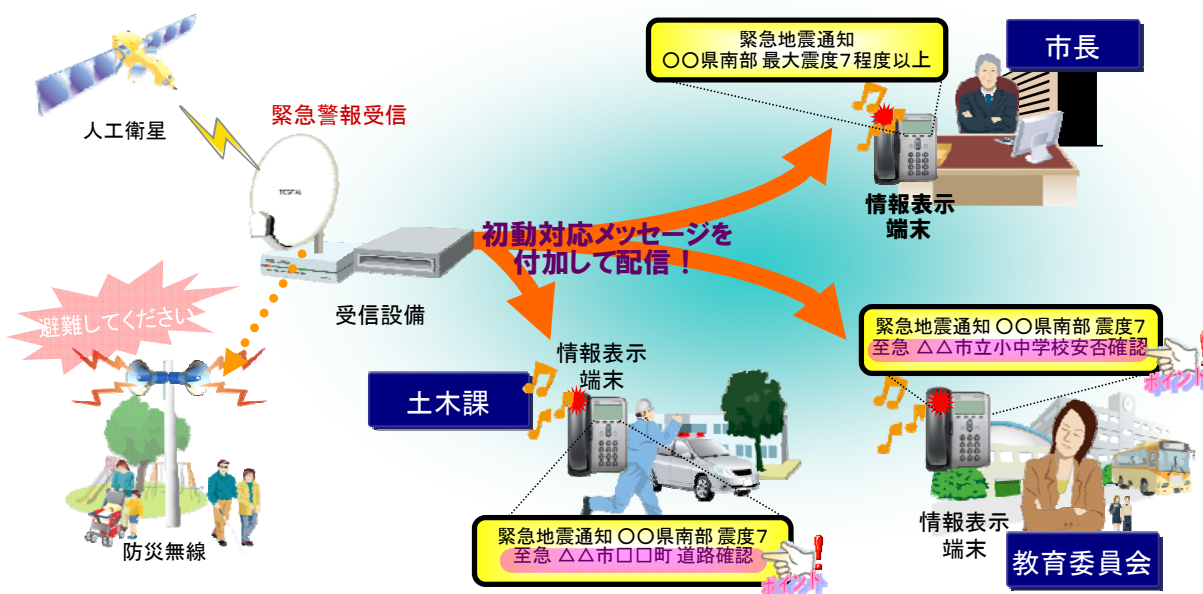 人工衛星
緊急警報受信
緊急地震通知
〇〇県南部 最大震度7程度以上
市長
情報表示
端末
初動対応メッセージを
付加して配信！
受信設備
避難してください
防災無線
土木課
情報表示
端末
緊急地震通知 〇〇県南部 震度7
至急 △△市□□町 道路確認
ポイント
!
緊急地震通知 〇〇県南部 震度7
至急 △△市立小中学校安否確認
ポイント
!
情報表示
端末
教育委員会